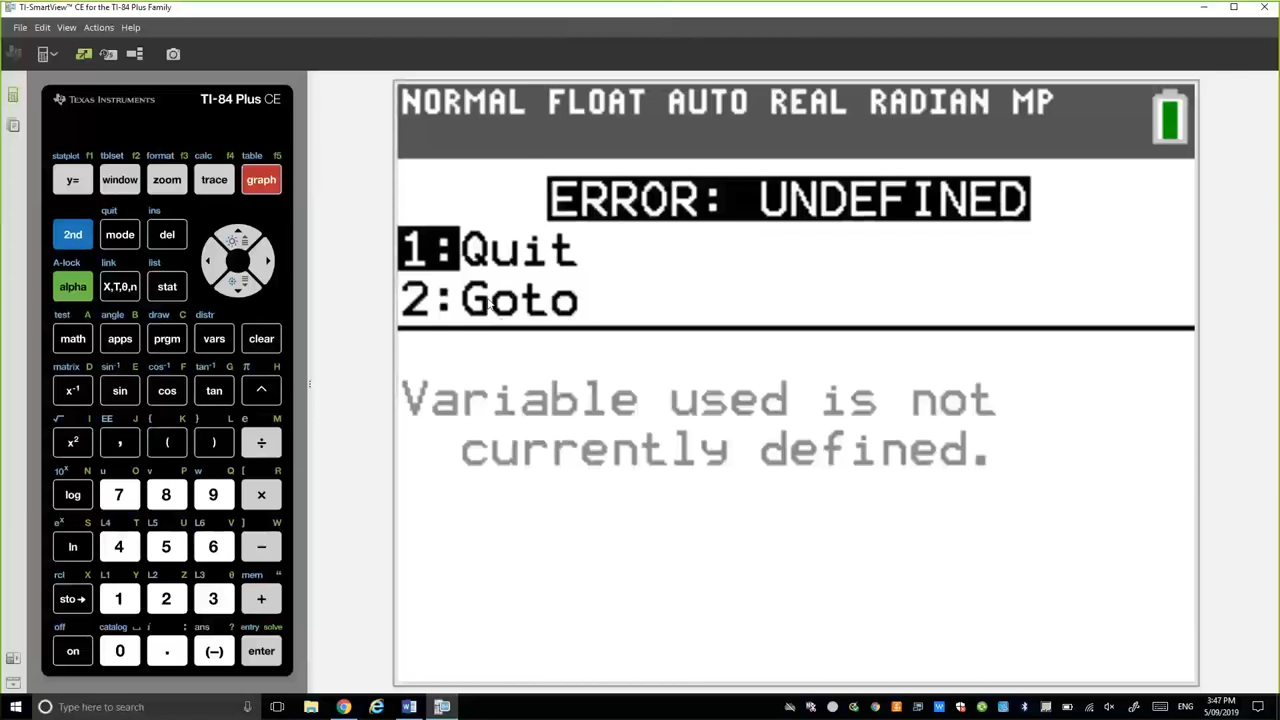 TI-SmartView™ CE for the TI-84 Plus Family
File Edit View Actions Help
TEXAS INSTRUMENTS TI-84 Plus CE
statplot f1 tblset f2 format f3 calc f4 table f5
y= window zoom trace graph
quit ins
2nd mode del
A-lock link list
alpha X,T,θ,n stat
test A angle B draw C distr
math apps prgm vars clear
matrix D sin⁻¹ E cos⁻¹ F tan⁻¹ G π H
x⁻¹ sin cos tan ^
√ I EE J { K } L e M
x² , ( ) ÷
10ˣ N u O v P w Q [ R
log 7 8 9 ×
eˣ S L4 T L5 U L6 V ] W
ln 4 5 6 −
rcl X L1 Y L2 Z L3 θ mem "
sto→ 1 2 3 +
off catalog ⎵ i : ans ? entry solve
on 0 . (−) enter
NORMAL FLOAT AUTO REAL RADIAN MP
ERROR: UNDEFINED
1:Quit
2:Goto
Variable used is not
currently defined.
Type here to search
ENG
3:47 PM
5/09/2019